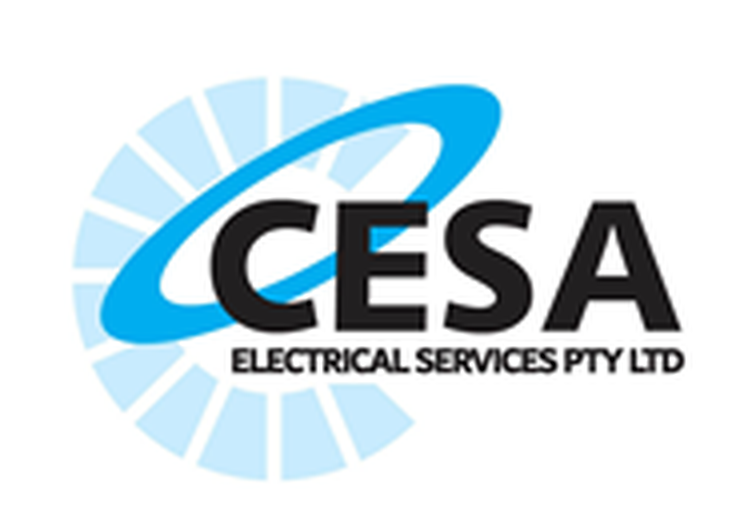 CESA
ELECTRICAL SERVICES PTY LTD